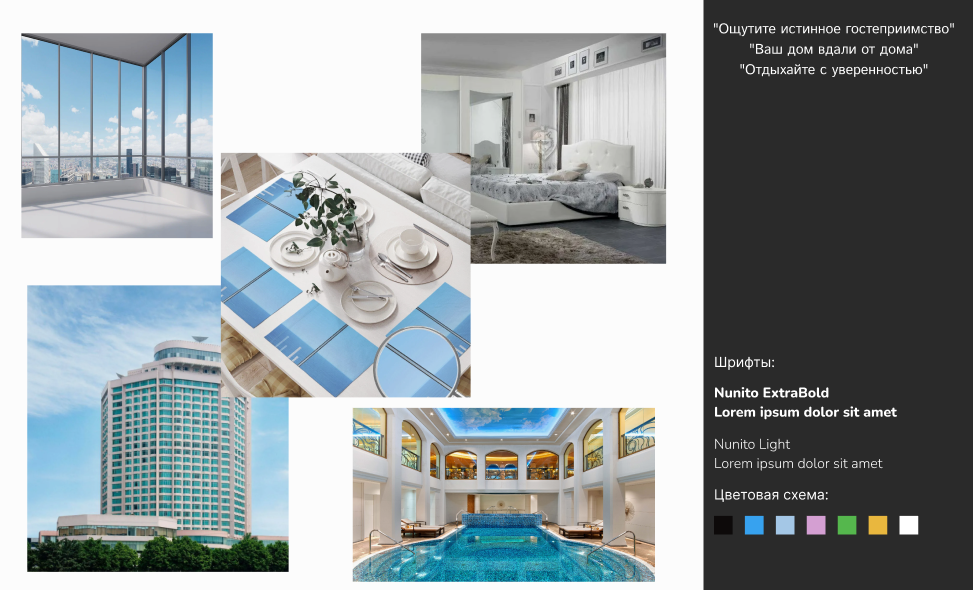 "Ощутите истинное гостеприимство"
"Ваш дом вдали от дома"
"Отдыхайте с уверенностью"
Шрифты:
Nunito ExtraBold
Lorem ipsum dolor sit amet
Nunito Light
Lorem ipsum dolor sit amet
Цветовая схема: